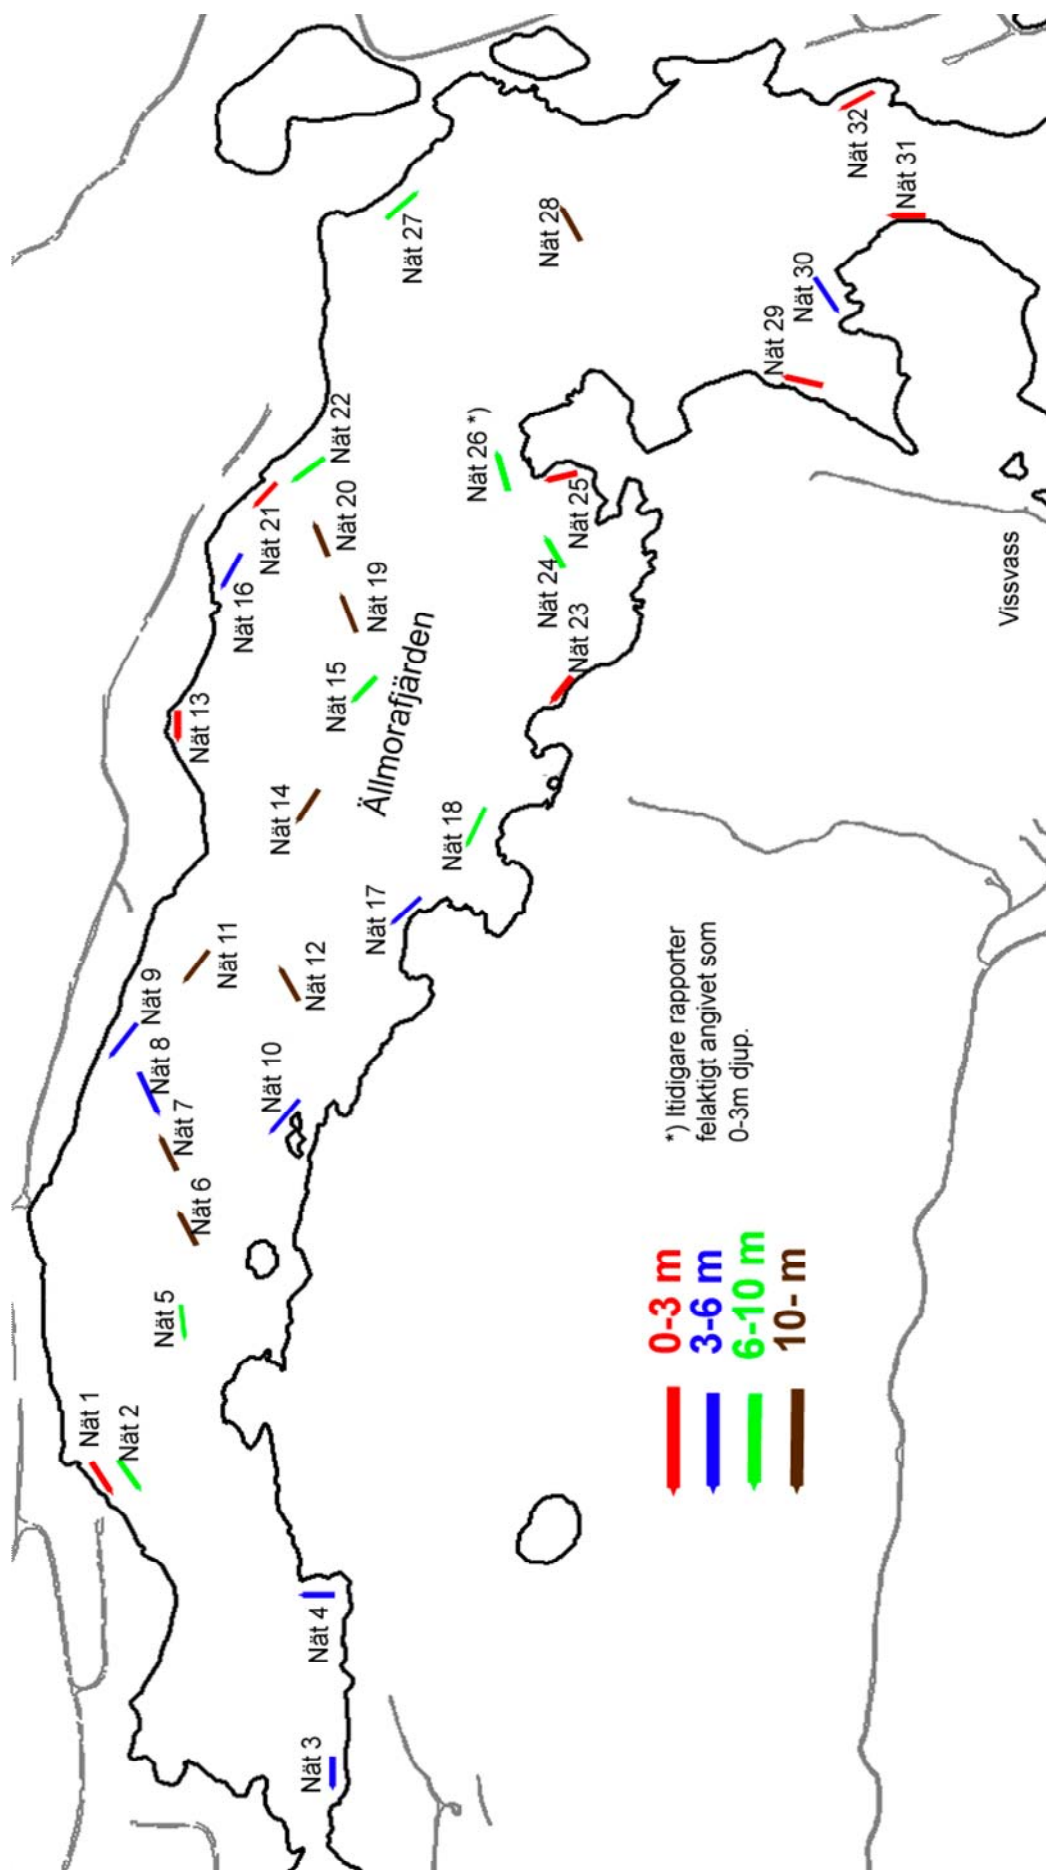 Nät 1
Nät 2
Nät 3
Nät 4
Nät 5
Nät 6
Nät 7
Nät 8
Nät 9
Nät 10
Nät 11
Nät 12
Nät 13
Nät 14
Nät 15
Nät 16
Nät 17
Nät 18
Nät 19
Nät 20
Nät 21
Nät 22
Nät 23
Nät 24
Nät 25
Nät 26 *)
Nät 27
Nät 28
Nät 29
Nät 30
Nät 31
Nät 32
Ällmorafjärden
Vissvass
*) Itidigare rapporter
felaktigt angivet som
0-3m djup.
0-3 m
3-6 m
6-10 m
10- m